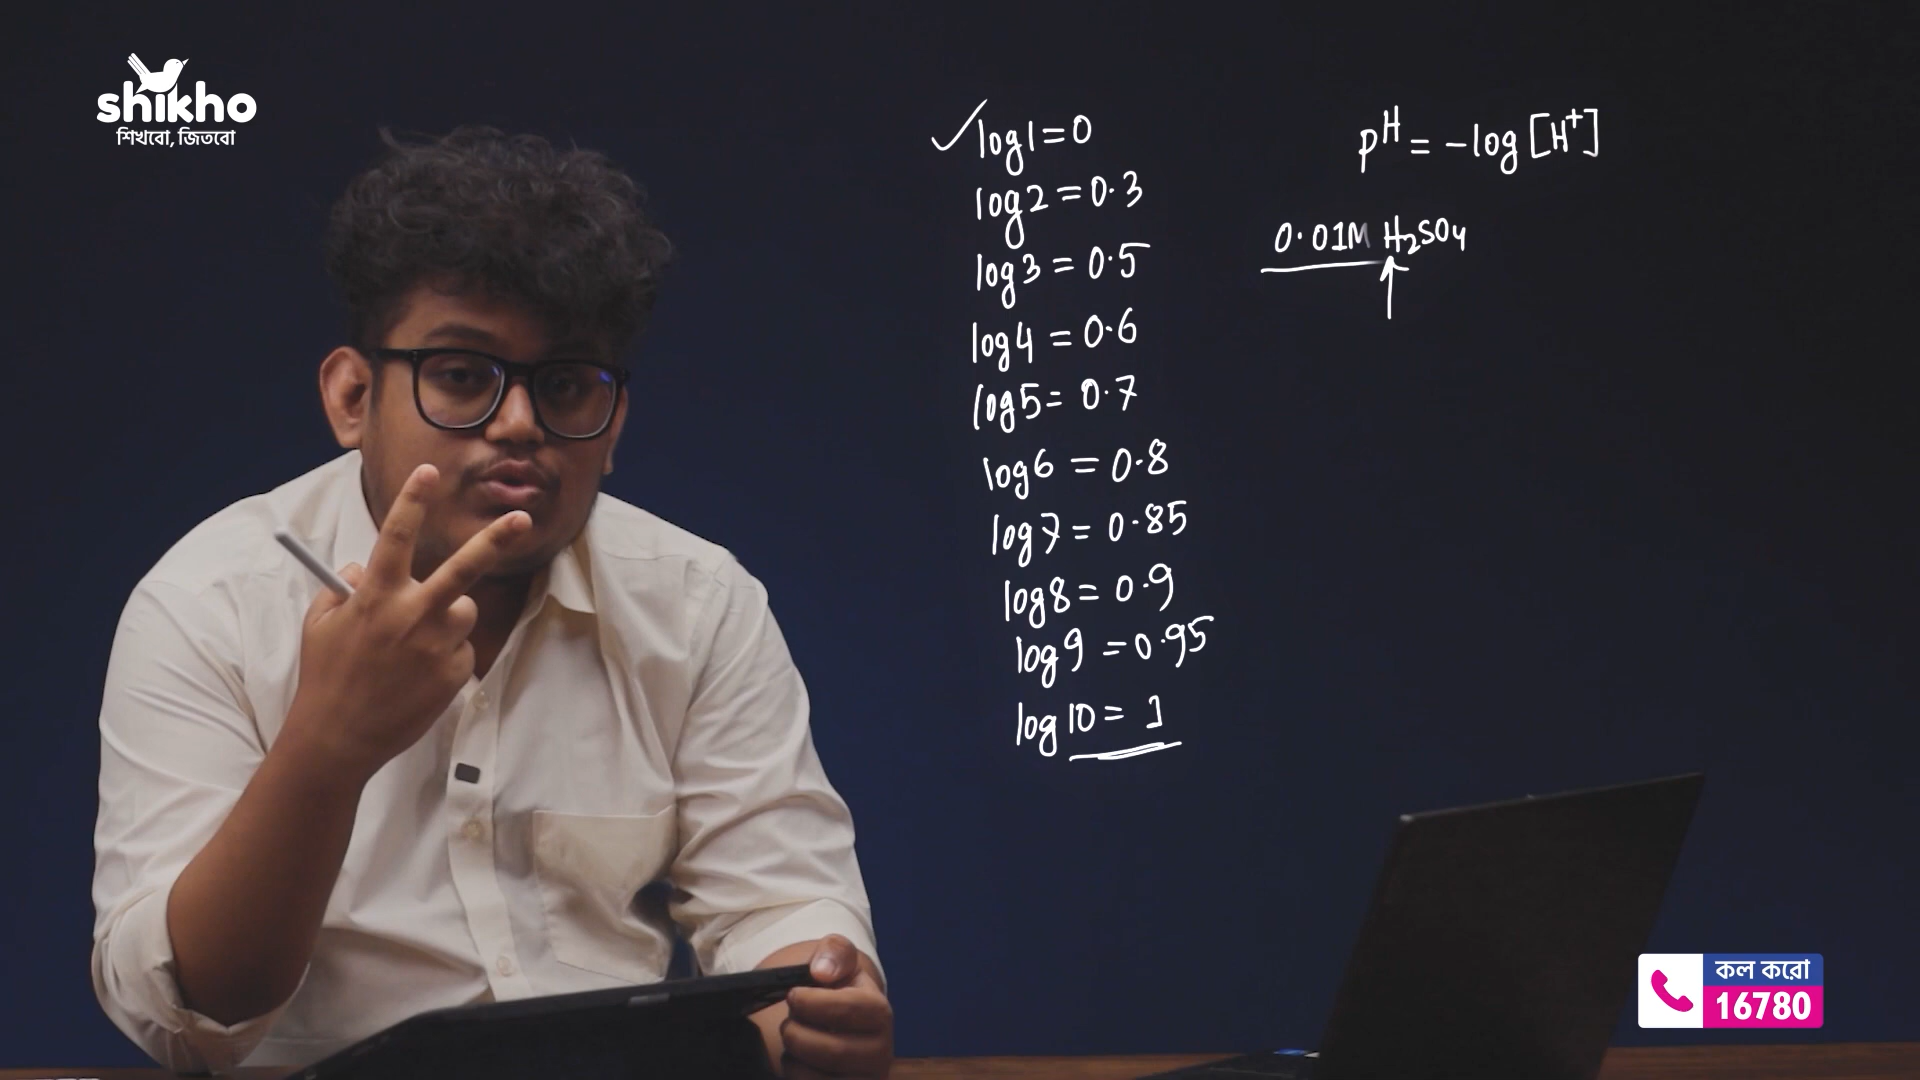 shikho
শিখবো, জিতবো
log1=0
log2=0.3
log3=0.5
log4=0.6
log5=0.7
log6=0.8
log7=0.85
log8=0.9
log9=0.95
log10=1
pᴴ=-log[H⁺]
0.01M H₂SO₄
কল করো
16780